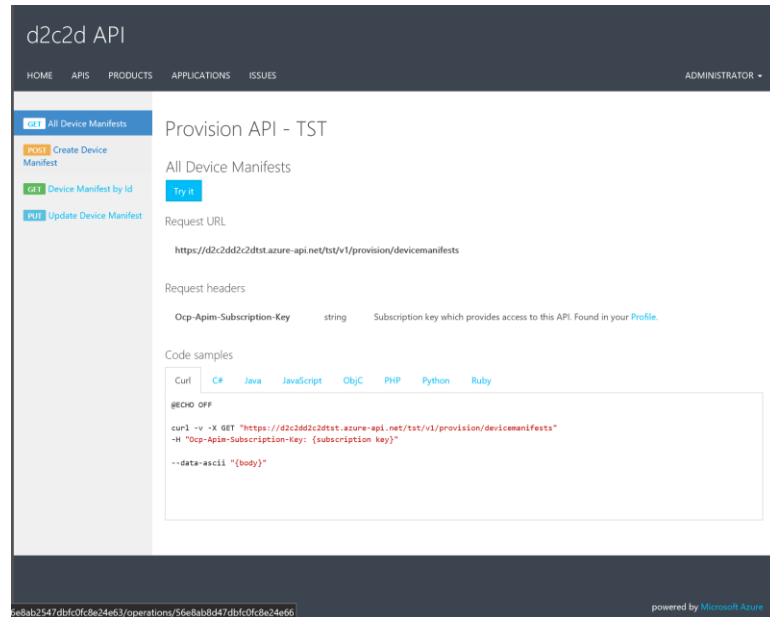 d2c2d API
HOME APIS PRODUCTS APPLICATIONS ISSUES ADMINISTRATOR
GET All Device Manifests
POST Create Device
Manifest
GET Device Manifest by Id
PUT Update Device Manifest
Provision API - TST
All Device Manifests
Try it
Request URL
https://d2c2dd2c2dtst.azure-api.net/tst/v1/provision/devicemanifests
Request headers
Ocp-Apim-Subscription-Key string Subscription key which provides access to this API. Found in your Profile.
Code samples
Curl C# Java JavaScript ObjC PHP Python Ruby
@ECHO OFF
curl -v -X GET "https://d2c2dd2c2dtst.azure-api.net/tst/v1/provision/devicemanifests"
-H "Ocp-Apim-Subscription-Key: {subscription key}"
--data-ascii "{body}"
6e8ab2547dbfc0fc8e24e63/operations/56e8ab8d47dbfc0fc8e24e66
powered by Microsoft Azure